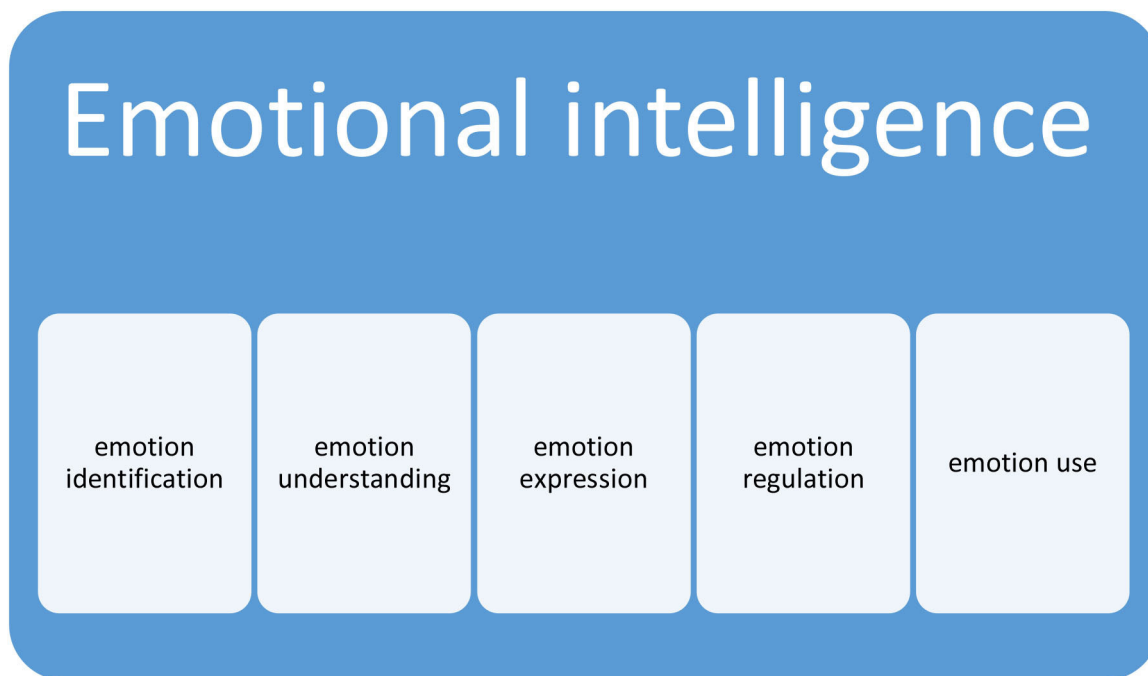 Emotional intelligence
emotion
identification
emotion
understanding
emotion
expression
emotion
regulation
emotion use